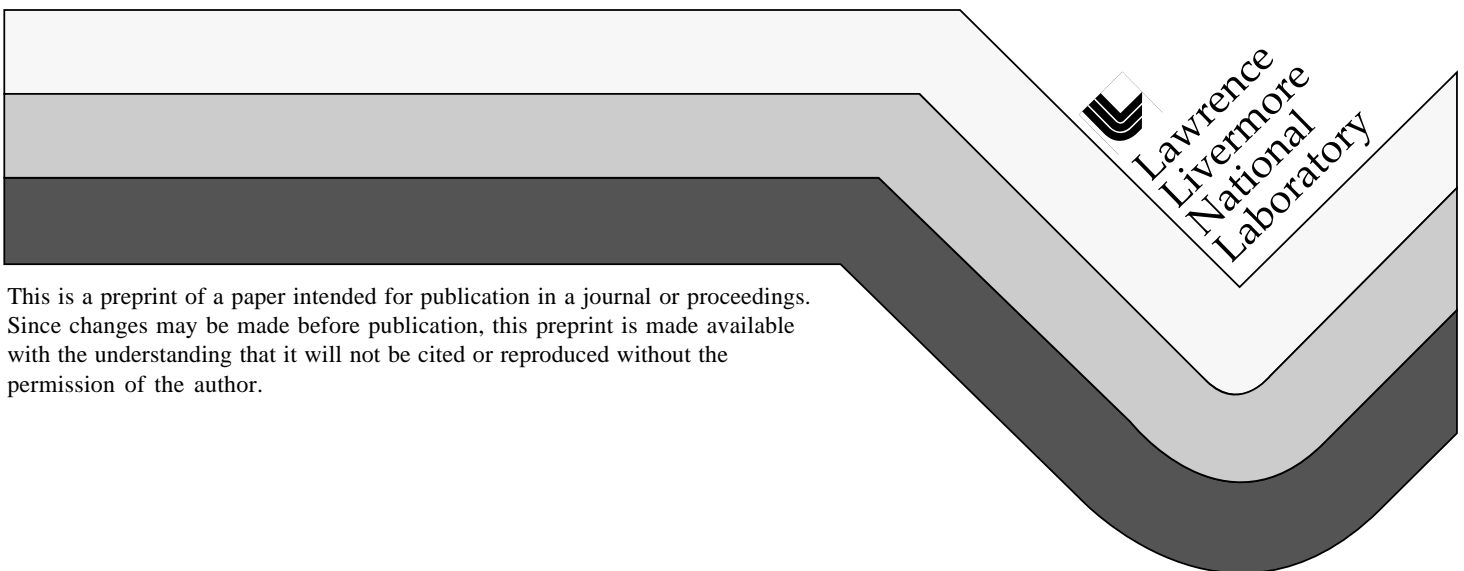 Lawrence
Livermore
National
Laboratory
This is a preprint of a paper intended for publication in a journal or proceedings.
Since changes may be made before publication, this preprint is made available
with the understanding that it will not be cited or reproduced without the
permission of the author.